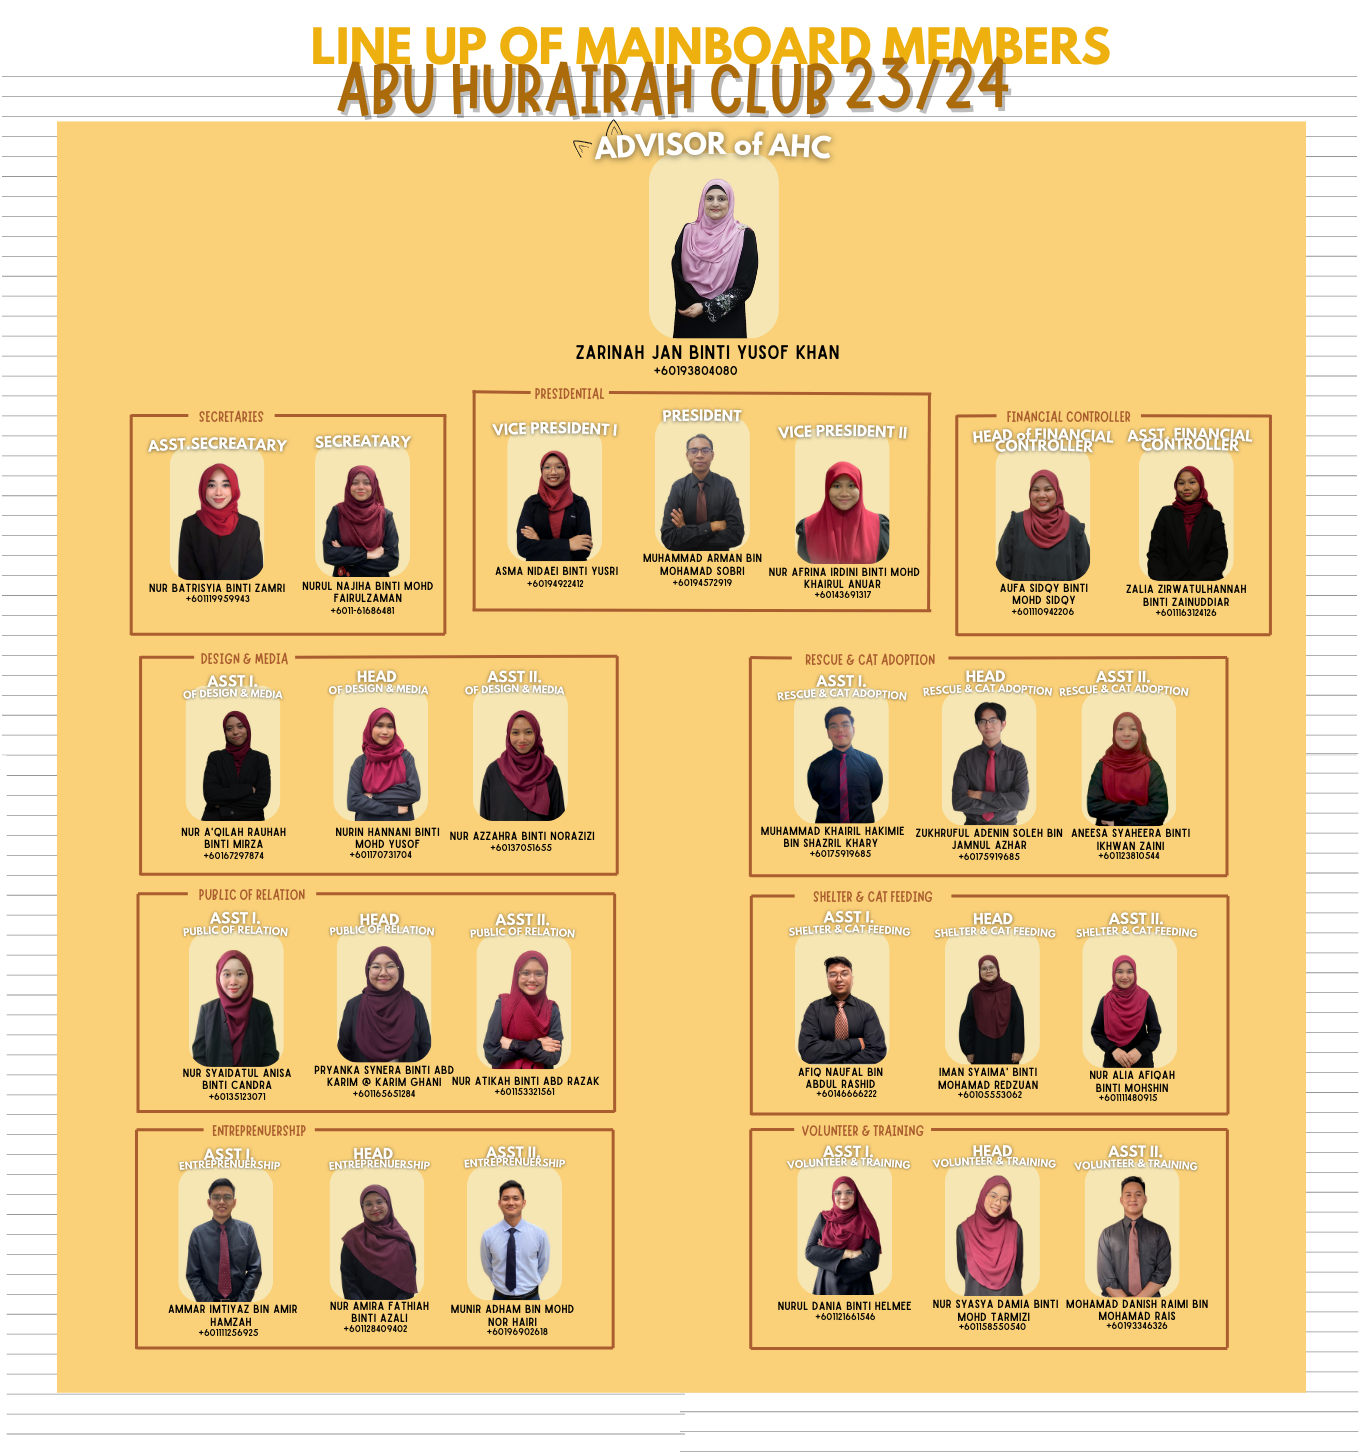 LINE UP OF MAINBOARD MEMBERS
ABU HURAIRAH CLUB 23/24
ADVISOR of AHC
ZARINAH JAN BINTI YUSOF KHAN
+60193804080
SECRETARIES
ASST.SECREATARY
SECREATARY
NUR BATRISYIA BINTI ZAMRI
+601119959943
NURUL NAJIHA BINTI MOHD
FAIRULZAMAN
+6011-61686481
PRESIDENTIAL
VICE PRESIDENT I
PRESIDENT
VICE PRESIDENT II
ASMA NIDAEI BINTI YUSRI
+60194922412
MUHAMMAD ARMAN BIN
MOHAMAD SOBRI
+60194572919
NUR AFRINA IRDINI BINTI MOHD
KHAIRUL ANUAR
+60143691317
FINANCIAL CONTROLLER
HEAD of FINANCIAL
CONTROLLER
ASST. FINANCIAL
CONTROLLER
AUFA SIDQY BINTI
MOHD SIDQY
+601110942206
ZALIA ZIRWATULHANNAH
BINTI ZAINUDDIAR
+6011163124126
DESIGN & MEDIA
ASST I.
OF DESIGN & MEDIA
HEAD
OF DESIGN & MEDIA
ASST II.
OF DESIGN & MEDIA
NUR A'QILAH RAUHAH
BINTI MIRZA
+60167297874
NURIN HANNANI BINTI
MOHD YUSOF
+601170731704
NUR AZZAHRA BINTI NORAZIZI
+60137051655
RESCUE & CAT ADOPTION
ASST I.
RESCUE & CAT ADOPTION
HEAD
RESCUE & CAT ADOPTION
ASST II.
RESCUE & CAT ADOPTION
MUHAMMAD KHAIRIL HAKIMIE
BIN SHAZRIL KHARY
+60175919685
ZUKHRUFUL ADENIN SOLEH BIN
JAMNUL AZHAR
+60175919685
ANEESA SYAHEERA BINTI
IKHWAN ZAINI
+601123810544
PUBLIC OF RELATION
ASST I.
PUBLIC OF RELATION
HEAD
PUBLIC OF RELATION
ASST II.
PUBLIC OF RELATION
NUR SYAIDATUL ANISA
BINTI CANDRA
+60135123071
PRYANKA SYNERA BINTI ABD
KARIM @ KARIM GHANI
+601165651284
NUR ATIKAH BINTI ABD RAZAK
+601153321561
SHELTER & CAT FEEDING
ASST I.
SHELTER & CAT FEEDING
HEAD
SHELTER & CAT FEEDING
ASST II.
SHELTER & CAT FEEDING
AFIQ NAUFAL BIN
ABDUL RASHID
+60146666222
IMAN SYAIMA' BINTI
MOHAMAD REDZUAN
+60105553062
NUR ALIA AFIQAH
BINTI MOHSHIN
+601111480915
ENTREPRENUERSHIP
ASST I.
ENTREPRENUERSHIP
HEAD
ENTREPRENUERSHIP
ASST II.
ENTREPRENUERSHIP
AMMAR IMTIYAZ BIN AMIR
HAMZAH
+601111256925
NUR AMIRA FATHIAH
BINTI AZALI
+601128409402
MUNIR ADHAM BIN MOHD
NOR HAIRI
+60196902618
VOLUNTEER & TRAINING
ASST I.
VOLUNTEER & TRAINING
HEAD
VOLUNTEER & TRAINING
ASST II.
VOLUNTEER & TRAINING
NURUL DANIA BINTI HELMEE
+601121661546
NUR SYASYA DAMIA BINTI
MOHD TARMIZI
+601158550540
MOHAMAD DANISH RAIMI BIN
MOHAMAD RAIS
+60193346326